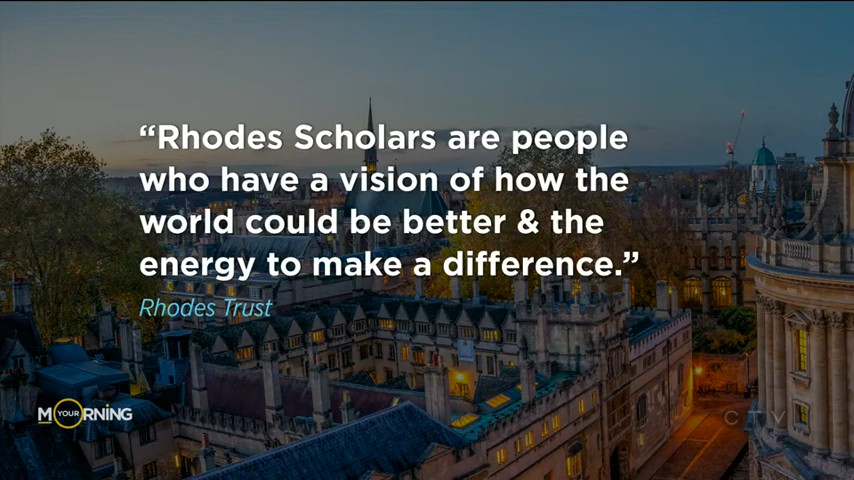 “Rhodes Scholars are people
who have a vision of how the
world could be better & the
energy to make a difference.”
Rhodes Trust
YOUR MORNING
CTV